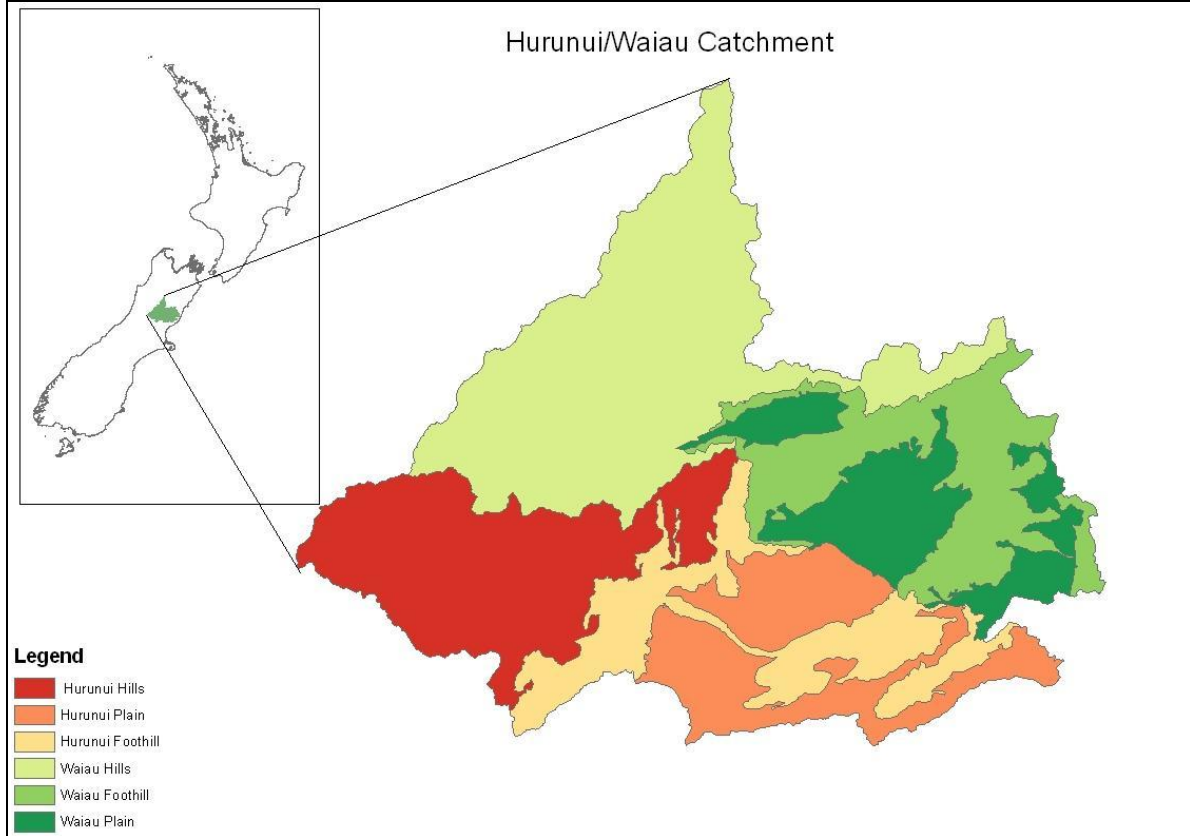 Hurunui/Waiau Catchment
Legend
Hurunui Hills
Hurunui Plain
Hurunui Foothill
Waiau Hills
Waiau Foothill
Waiau Plain